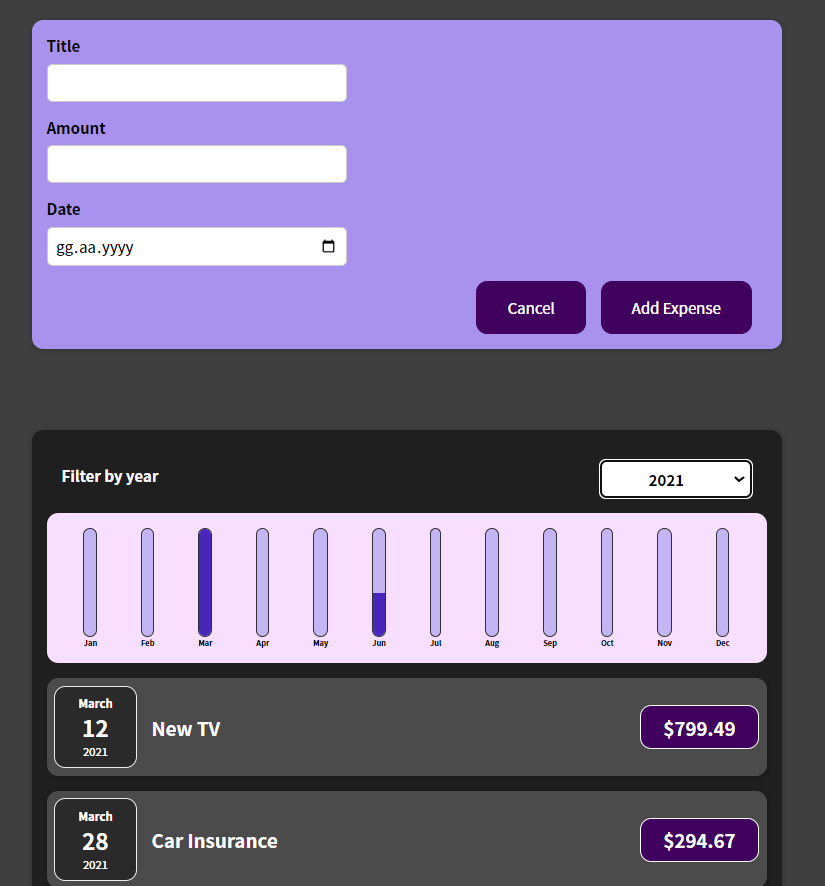 Title
Amount
Date
gg.aa.yyyy
Cancel Add Expense
Filter by year 2021
Jan Feb Mar Apr May Jun Jul Aug Sep Oct Nov Dec
March
12
2021
New TV
$799.49
March
28
2021
Car Insurance
$294.67